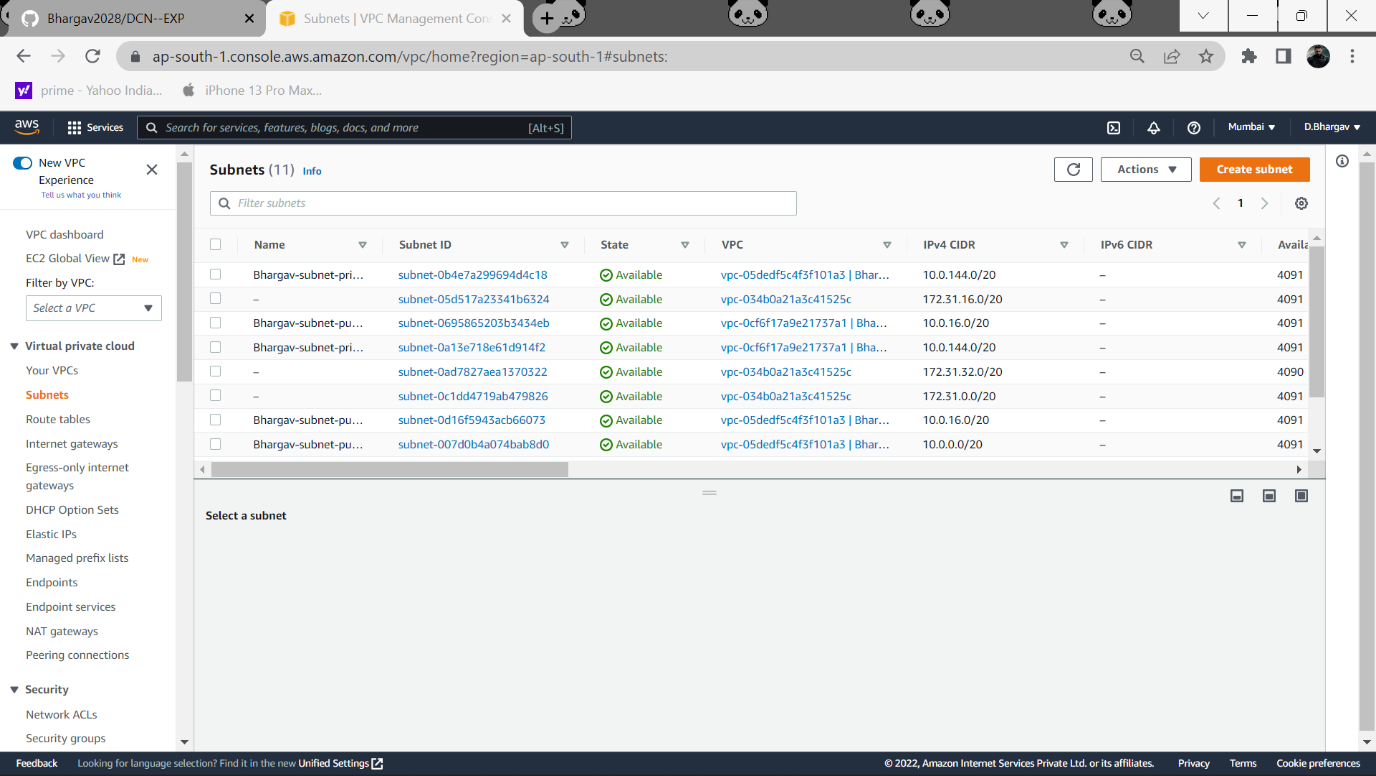 Bhargav2028/DCN--EXP
Subnets | VPC Management Con
ap-south-1.console.aws.amazon.com/vpc/home?region=ap-south-1#subnets:
prime - Yahoo India...
iPhone 13 Pro Max...
aws
Services
Search for services, features, blogs, docs, and more
[Alt+S]
Mumbai
D.Bhargav
New VPC
Experience
Tell us what you think
VPC dashboard
EC2 Global View
New
Filter by VPC:
Select a VPC
Virtual private cloud
Your VPCs
Subnets
Route tables
Internet gateways
Egress-only internet
gateways
DHCP Option Sets
Elastic IPs
Managed prefix lists
Endpoints
Endpoint services
NAT gateways
Peering connections
Security
Network ACLs
Security groups
Subnets (11) Info
Actions
Create subnet
Filter subnets
1
Name Subnet ID State VPC IPv4 CIDR IPv6 CIDR Availa
Bhargav-subnet-pri... subnet-0b4e7a299694d4c18 Available vpc-05dedf5c4f3f101a3 | Bhar... 10.0.144.0/20 – 4091
– subnet-05d517a23341b6324 Available vpc-034b0a21a3c41525c 172.31.16.0/20 – 4091
Bhargav-subnet-pu... subnet-0695865203b3434eb Available vpc-0cf6f17a9e21737a1 | Bha... 10.0.16.0/20 – 4091
Bhargav-subnet-pri... subnet-0a13e718e61d914f2 Available vpc-0cf6f17a9e21737a1 | Bha... 10.0.144.0/20 – 4091
– subnet-0ad7827aea1370322 Available vpc-034b0a21a3c41525c 172.31.32.0/20 – 4090
– subnet-0c1dd4719ab479826 Available vpc-034b0a21a3c41525c 172.31.0.0/20 – 4091
Bhargav-subnet-pu... subnet-0d16f5943acb66073 Available vpc-05dedf5c4f3f101a3 | Bhar... 10.0.16.0/20 – 4091
Bhargav-subnet-pu... subnet-007d0b4a074bab8d0 Available vpc-05dedf5c4f3f101a3 | Bhar... 10.0.0.0/20 – 4091
Select a subnet
Feedback
Looking for language selection? Find it in the new Unified Settings
© 2022, Amazon Internet Services Private Ltd. or its affiliates.
Privacy
Terms
Cookie preferences